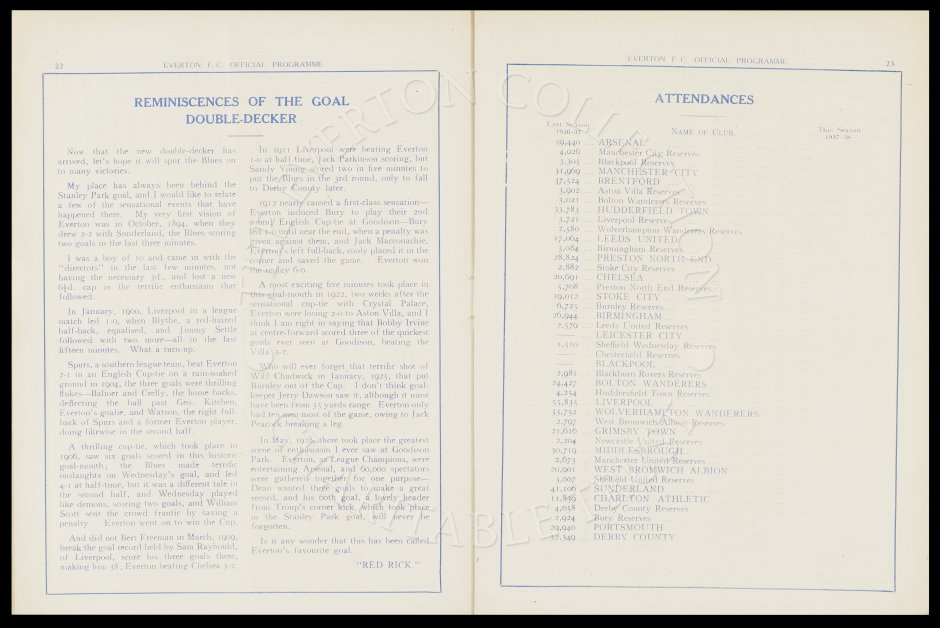 22
EVERTON F. C. OFFICIAL PROGRAMME
REMINISCENCES OF THE GOAL
DOUBLE-DECKER
Now that the new double-decker has
arrived, let's hope it will spur the Blues on
to many victories.
My place has always been behind the
Stanley Park goal, and I would like to relate
a few of the sensational events that have
happened there. My very first vision of
Everton was in October, 1894, when they
drew 2-2 with Sunderland, the Blues scoring
two goals in the last three minutes.
I was a boy of 10 and came in with the
"directors" in the last few minutes, not
having the necessary 3d., and lost a new
6½d. cap in the terrific enthusiasm that
followed.
In January, 1900, Liverpool in a league
match led 1-0, when Blythe, a red-haired
half-back, equalised, and Jimmy Settle
followed with two more—all in the last
fifteen minutes. What a turn-up.
Spurs, a southern league team, beat Everton
2-1 in an English Cup-tie on a rain-soaked
ground in 1904, the three goals were thrilling
flukes—Balmer and Crelly, the home backs,
deflecting the ball past Geo. Kitchen,
Everton's goalie, and Watson, the right full-
back of Spurs and a former Everton player,
doing likewise in the second half.
A thrilling cup-tie, which took place in
1906, saw six goals scored in this historic
goal-mouth; the Blues made terrific
onslaughts on Wednesday's goal, and led
4-1 at half-time, but it was a different tale in
the second half, and Wednesday played
like demons, scoring two goals, and William
Scott sent the crowd frantic by saving a
penalty. Everton went on to win the Cup.
And did not Bert Freeman in March, 1909,
break the goal record held by Sam Raybould,
of Liverpool, score his three goals there,
making him 38; Everton beating Chelsea 3-2.
In 1911 Liverpool were beating Everton
1-0 at half-time, Jack Parkinson scoring, but
Sandy Young scored two in five minutes to
put the Blues in the 3rd round, only to fall
to Derby County later.
1912 nearly caused a first-class sensation—
Everton induced Bury to play their 2nd
round English Cup-tie at Goodison—Bury
led 1-0 until near the end, when a penalty was
given against them, and Jack Macconachie,
Everton's left full-back, cooly placed it in the
corner and saved the game. Everton won
the replay 6-0.
A most exciting five minutes took place in
this goal-mouth in 1922, two weeks after the
sensational cup-tie with Crystal Palace,
Everton were losing 2-0 to Aston Villa, and I
think I am right in saying that Bobby Irvine
at centre-forward scored three of the quickest
goals ever seen at Goodison, beating the
Villa 3-2.
Who will ever forget that terrific shot of
Wilf Chadwick in January, 1925, that put
Burnley out of the Cup. I don't think goal-
keeper Jerry Dawson saw it, although it must
have been from 35 yards range. Everton only
had ten men most of the game, owing to Jack
Peacock breaking a leg.
In May, 1928, there took place the greatest
scene of enthusiasm I ever saw at Goodison
Park. Everton, as League Champions, were
entertaining Arsenal, and 60,000 spectators
were gathered together for one purpose—
Dean wanted three goals to make a great
record, and his 60th goal, a lovely header
from Troup's corner kick, which took place
in the Stanley Park goal, will never be
forgotten.
Is it any wonder that this has been called
Everton's favourite goal.
"RED RICK."
EVERTON F. C. OFFICIAL PROGRAMME
23
ATTENDANCES
Last Season
1936-37
NAME OF CLUB.
This Season
1937-38
59,440 ... ARSENAL
4,026 ... Manchester City Reserves
3,305 ... Blackpool Reserves
31,969 ... MANCHESTER CITY
37,524 ... BRENTFORD
3,902 ... Aston Villa Reserves
3,021 ... Bolton Wanderers Reserves
33,783 ... HUDDERFIELD TOWN
3,721 ... Liverpool Reserves
2,580 ... Wolverhampton Wanderers Reserves
17,064 ... LEEDS UNITED
3,084 ... Birmingham Reserves
28,824 ... PRESTON NORTH END
2,882 ... Stoke City Reserves
20,691 ... CHELSEA
5,708 ... Preston North End Reserves
19,012 ... STOKE CITY
6,725 ... Burnley Reserves
26,944 ... BIRMINGHAM
2,579 ... Leeds United Reserves
— ... LEICESTER CITY
1,510 ... Sheffield Wednesday Reserves
— ... Chesterfield Reserves
— ... BLACKPOOL
2,981 ... Blackburn Rovers Reserves
24,427 ... BOLTON WANDERERS
4,254 ... Huddersfield Town Reserves
55,835 ... LIVERPOOL
33,752 ... WOLVERHAMPTON WANDERERS
2,797 ... West Bromwich Albion Reserves
21,616 ... GRIMSBY TOWN
2,204 ... Newcastle United Reserves
30,719 ... MIDDLESBROUGH
2,673 ... Manchester United Reserves
20,901 ... WEST BROMWICH ALBION
3,007 ... Sheffield United Reserves
41,106 ... SUNDERLAND
... CHARLTON ATHLETIC
4,058 ... Derby County Reserves
2,924 ... Bury Reserves
29,940 ... PORTSMOUTH
32,349 ... DERBY COUNTY